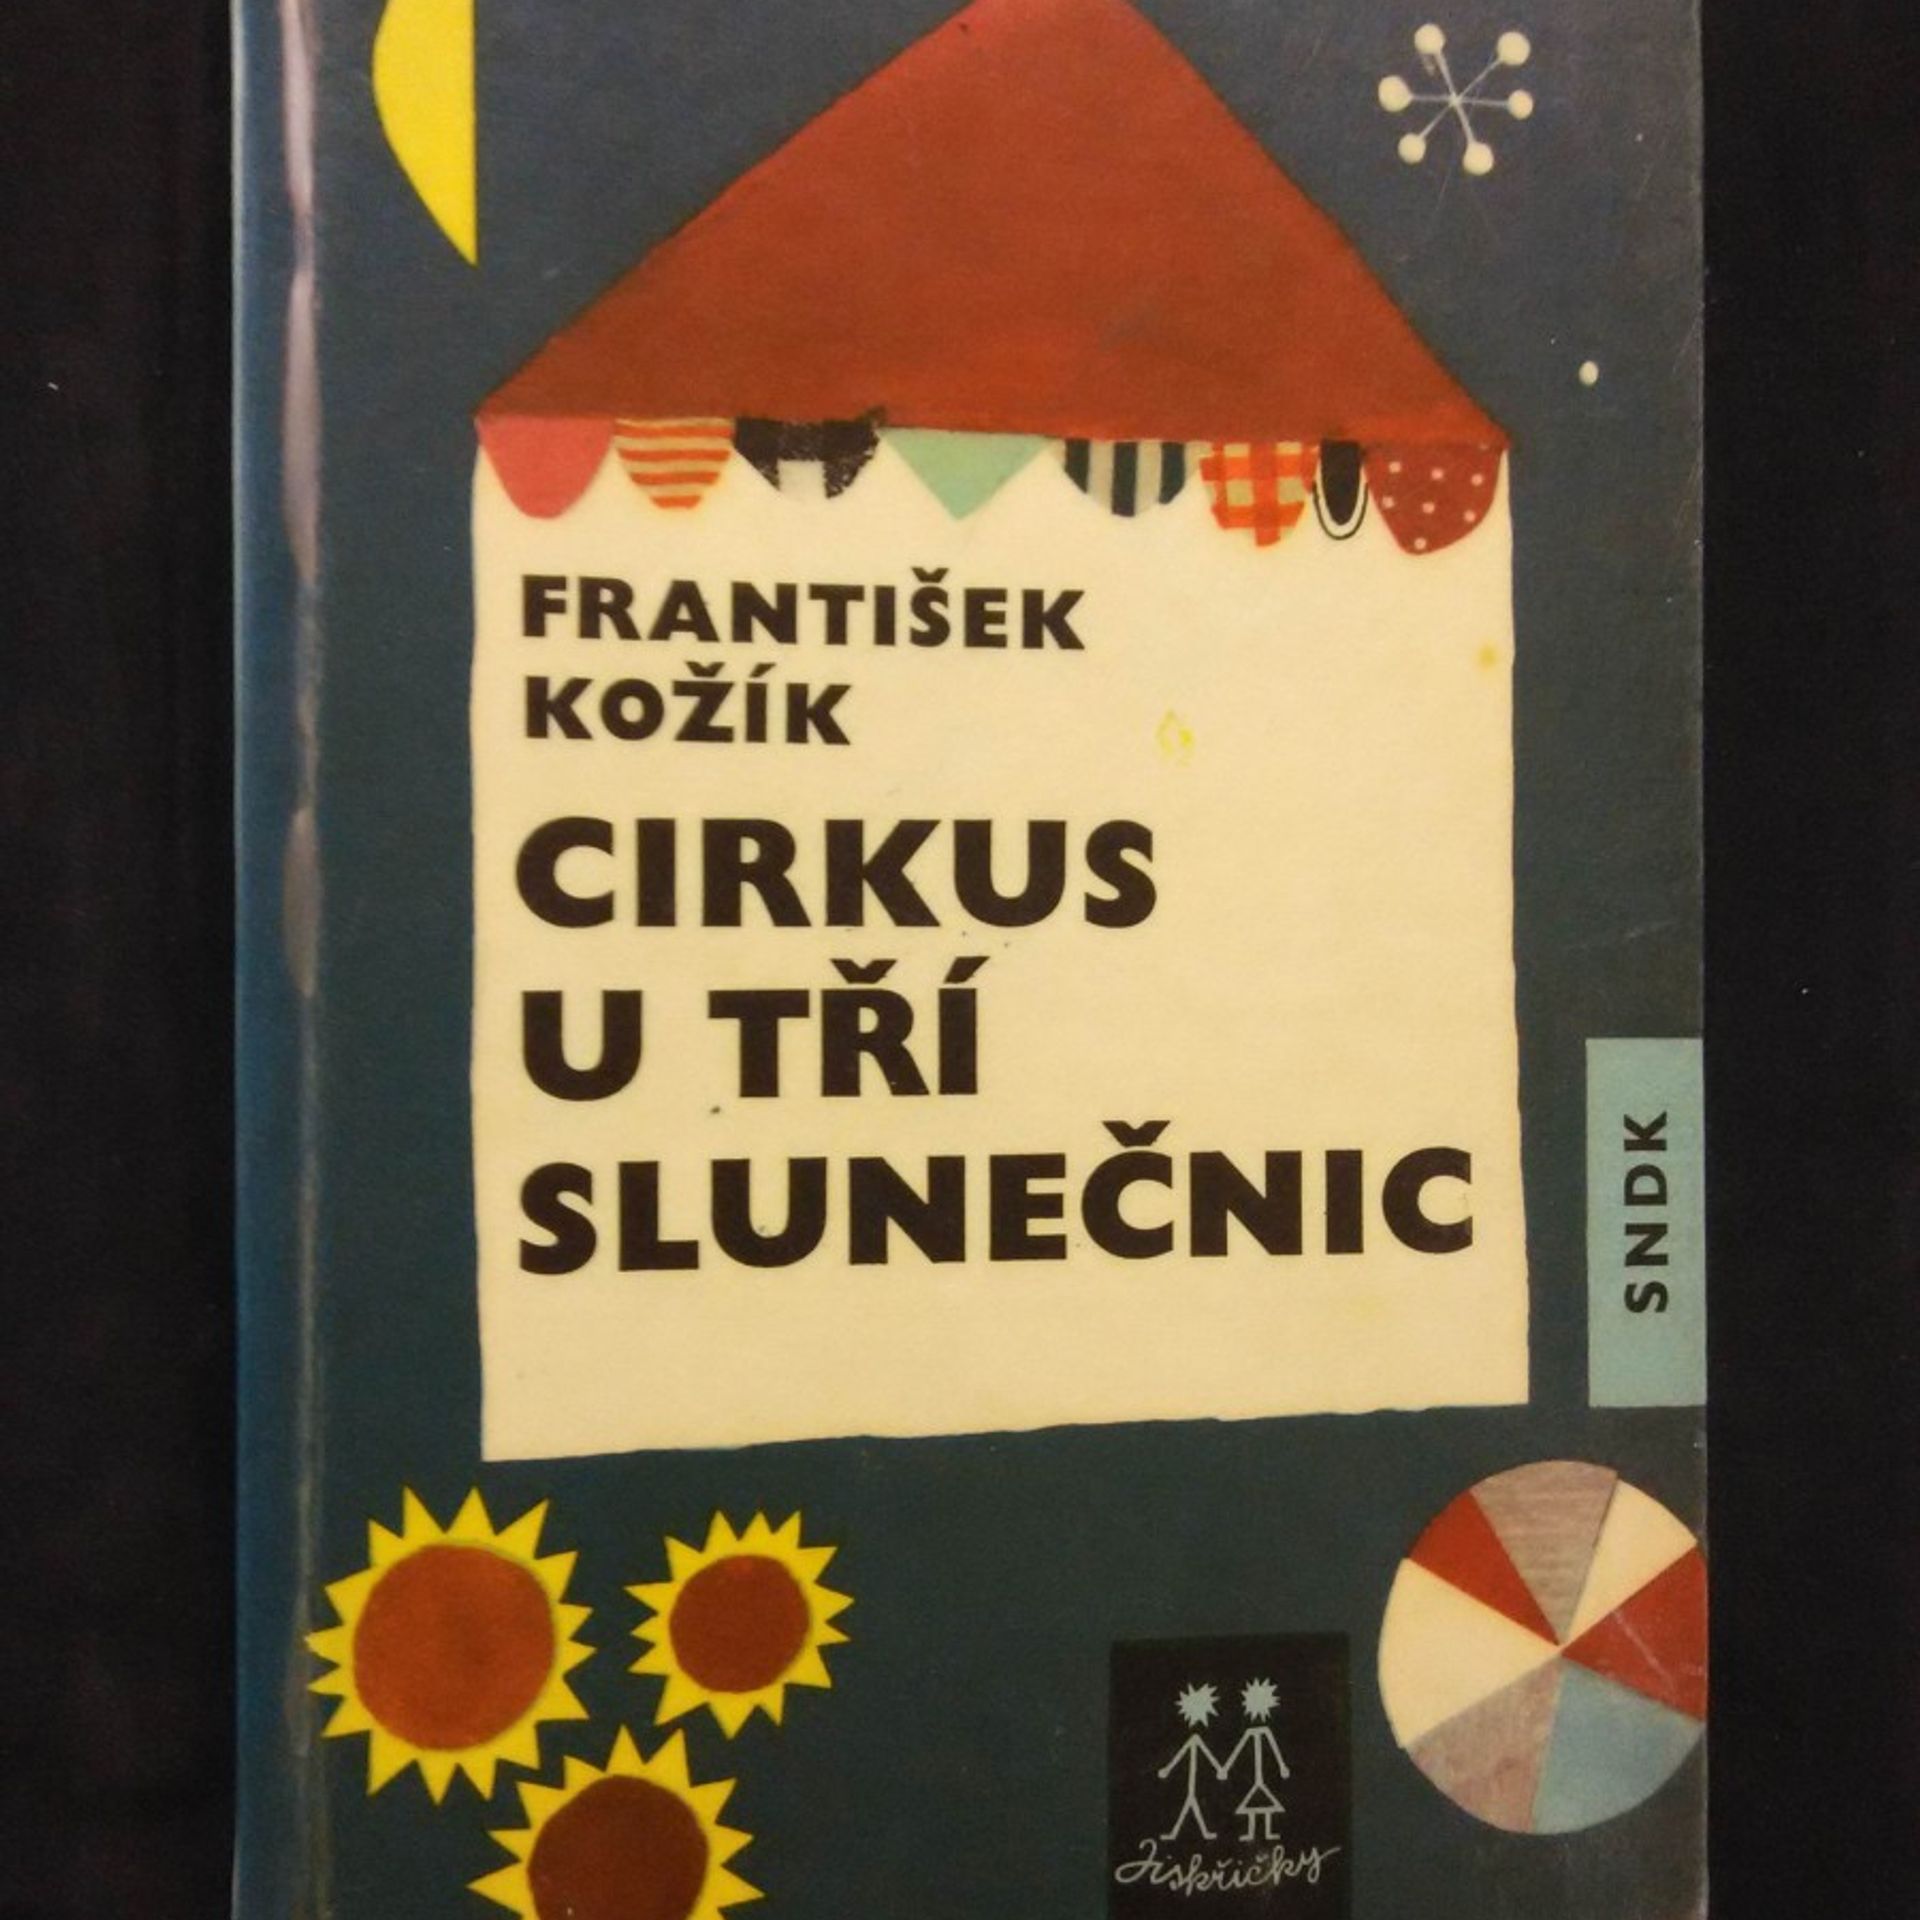 FRANTIŠEK
KOŽÍK
CIRKUS
U TŘÍ
SLUNEČNIC
SNDK
Jiskřičky